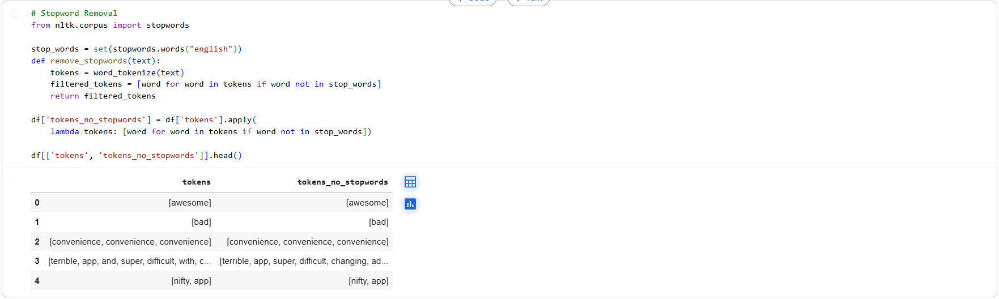 + Code + Text
# Stopword Removal
from nltk.corpus import stopwords
stop_words = set(stopwords.words("english"))
def remove_stopwords(text):
    tokens = word_tokenize(text)
    filtered_tokens = [word for word in tokens if word not in stop_words]
    return filtered_tokens
df['tokens_no_stopwords'] = df['tokens'].apply(
    lambda tokens: [word for word in tokens if word not in stop_words])
df[['tokens', 'tokens_no_stopwords']].head()
tokens tokens_no_stopwords
0 [awesome] [awesome]
1 [bad] [bad]
2 [convenience, convenience, convenience] [convenience, convenience, convenience]
3 [terrible, app, and, super, difficult, with, c... [terrible, app, super, difficult, changing, ad...
4 [nifty, app] [nifty, app]